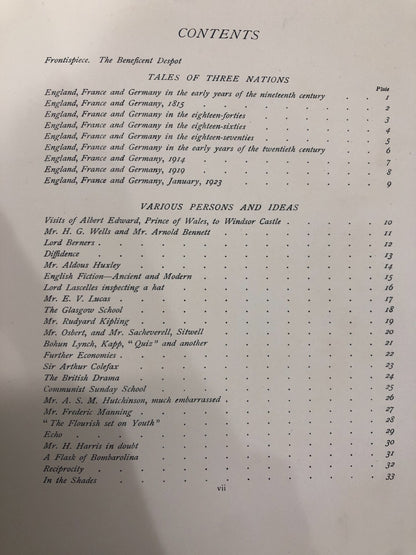 CONTENTS
Frontispiece. The Beneficent Despot
TALES OF THREE NATIONS
Plate
England, France and Germany in the early years of the nineteenth century . . 1
England, France and Germany, 1815 . . . . . . . . 2
England, France and Germany in the eighteen-forties . . . . . 3
England, France and Germany in the eighteen-sixties . . . . . 4
England, France and Germany in the eighteen-seventies . . . . . 5
England, France and Germany in the early years of the twentieth century . . 6
England, France and Germany, 1914 . . . . . . . . 7
England, France and Germany, 1919 . . . . . . . . 8
England, France and Germany, January, 1923 . . . . . . 9
VARIOUS PERSONS AND IDEAS
Visits of Albert Edward, Prince of Wales, to Windsor Castle . . . . 10
Mr. H. G. Wells and Mr. Arnold Bennett . . . . . . . 11
Lord Berners . . . . . . . . . . . 12
Diffidence . . . . . . . . . . . 13
Mr. Aldous Huxley . . . . . . . . . . 14
English Fiction—Ancient and Modern . . . . . . . 15
Lord Lascelles inspecting a hat . . . . . . . . 16
Mr. E. V. Lucas . . . . . . . . . . 17
The Glasgow School . . . . . . . . . . 18
Mr. Rudyard Kipling . . . . . . . . . . 19
Mr. Osbert, and Mr. Sacheverell, Sitwell . . . . . . . 20
Bohun Lynch, Kapp, "Quiz" and another . . . . . . . 21
Further Economies . . . . . . . . . . 22
Sir Arthur Colefax . . . . . . . . . . 23
The British Drama . . . . . . . . . . 24
Communist Sunday School . . . . . . . . . 25
Mr. A. S. M. Hutchinson, much embarrassed . . . . . . . 26
Mr. Frederic Manning . . . . . . . . . . 27
"The Flourish set on Youth" . . . . . . . . . 28
Echo . . . . . . . . . . . . 29
Mr. H. Harris in doubt . . . . . . . . . 30
A Flask of Bombarolina . . . . . . . . . 31
Reciprocity . . . . . . . . . . . 32
In the Shades . . . . . . . . . . . 33
vii